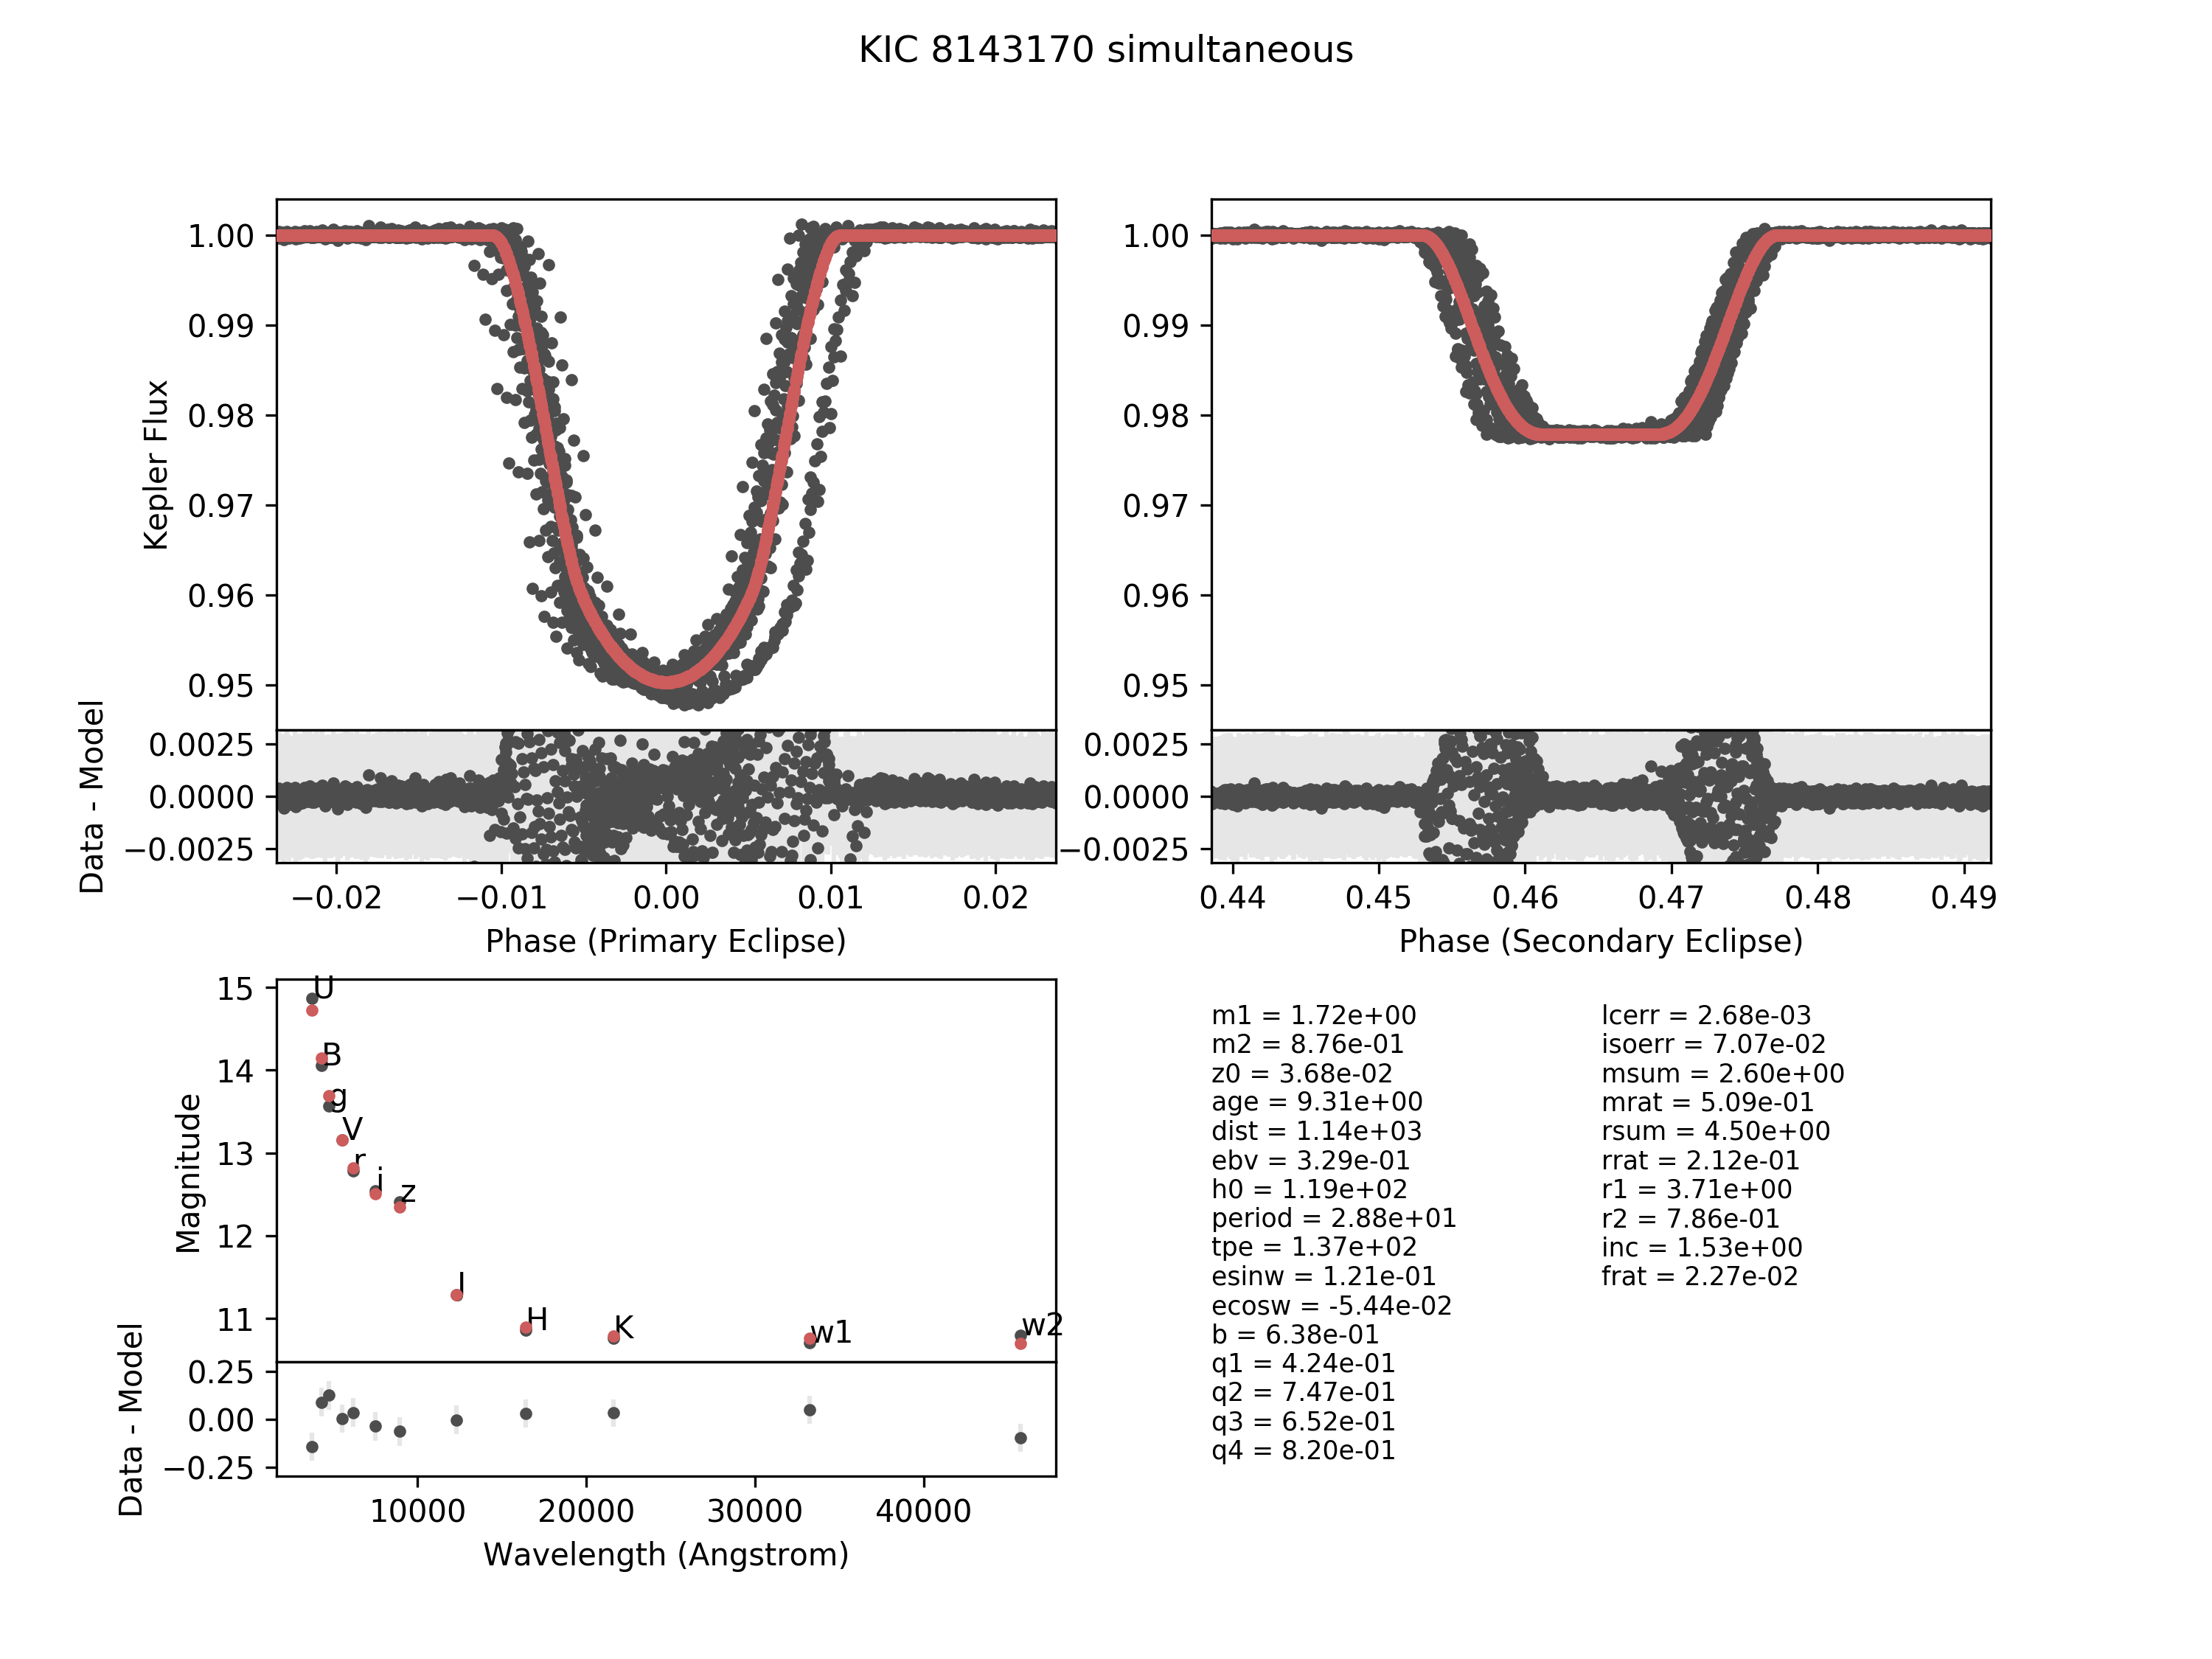 KIC 8143170 simultaneous
1.00
0.99
0.98
0.97
0.96
0.95
Kepler Flux
0.0025
0.0000
−0.0025
Data - Model
−0.02 −0.01 0.00 0.01 0.02
Phase (Primary Eclipse)
1.00
0.99
0.98
0.97
0.96
0.95
0.0025
0.0000
−0.0025
0.44 0.45 0.46 0.47 0.48 0.49
Phase (Secondary Eclipse)
15
14
13
12
11
Magnitude
U
B
g
V
r
i
z
J
H
K
w1
w2
0.25
0.00
−0.25
Data - Model
10000 20000 30000 40000
Wavelength (Angstrom)
m1 = 1.72e+00
m2 = 8.76e-01
z0 = 3.68e-02
age = 9.31e+00
dist = 1.14e+03
ebv = 3.29e-01
h0 = 1.19e+02
period = 2.88e+01
tpe = 1.37e+02
esinw = 1.21e-01
ecosw = -5.44e-02
b = 6.38e-01
q1 = 4.24e-01
q2 = 7.47e-01
q3 = 6.52e-01
q4 = 8.20e-01
lcerr = 2.68e-03
isoerr = 7.07e-02
msum = 2.60e+00
mrat = 5.09e-01
rsum = 4.50e+00
rrat = 2.12e-01
r1 = 3.71e+00
r2 = 7.86e-01
inc = 1.53e+00
frat = 2.27e-02